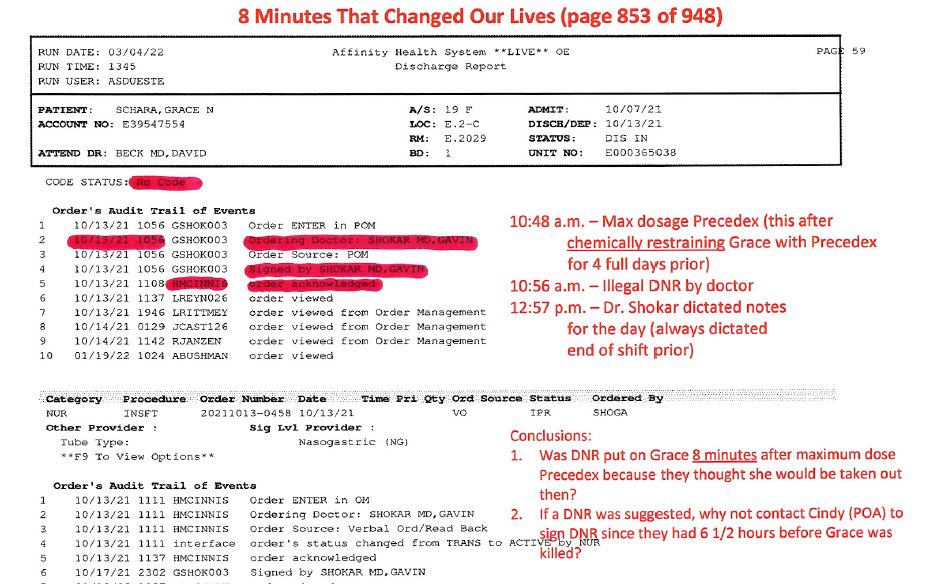 8 Minutes That Changed Our Lives (page 853 of 948)
RUN DATE: 03/04/22 Affinity Health System **LIVE** OE PAGE 59
RUN TIME: 1345 Discharge Report
RUN USER: ASDUESTE
PATIENT: SCHARA,GRACE N A/S: 19 F ADMIT: 10/07/21
ACCOUNT NO: E39547554 LOC: E.2-C DISCH/DEP: 10/13/21
RM: E.2029 STATUS: DIS IN
ATTEND DR: BECK MD,DAVID BD: 1 UNIT NO: E000365038
CODE STATUS: No Code
Order's Audit Trail of Events
1 10/13/21 1056 GSHOK003 Order ENTER in POM
2 10/13/21 1056 GSHOK003 Ordering Doctor: SHOKAR MD,GAVIN
3 10/13/21 1056 GSHOK003 Order Source: POM
4 10/13/21 1056 GSHOK003 Signed by SHOKAR MD,GAVIN
5 10/13/21 1108 HMCINNIS order acknowledged
6 10/13/21 1137 LREYN026 order viewed
7 10/13/21 1946 LRITTMEY order viewed from Order Management
8 10/14/21 0129 JCAST126 order viewed from Order Management
9 10/14/21 1142 RJANZEN order viewed from Order Management
10 01/19/22 1024 ABUSHMAN order viewed
10:48 a.m. – Max dosage Precedex (this after
chemically restraining Grace with Precedex
for 4 full days prior)
10:56 a.m. – Illegal DNR by doctor
12:57 p.m. – Dr. Shokar dictated notes
for the day (always dictated
end of shift prior)
Category Procedure Order Number Date Time Pri Qty Ord Source Status Ordered By
NUR INSFT 20211013-0458 10/13/21 VO IPR SHOGA
Other Provider : Sig Lvl Provider :
Tube Type: Nasogastric (NG)
**F9 To View Options**
Order's Audit Trail of Events
1 10/13/21 1111 HMCINNIS Order ENTER in OM
2 10/13/21 1111 HMCINNIS Ordering Doctor: SHOKAR MD,GAVIN
3 10/13/21 1111 HMCINNIS Order Source: Verbal Ord/Read Back
4 10/13/21 1111 interface order's status changed from TRANS to ACTIVE by NUR
5 10/13/21 1137 HMCINNIS order acknowledged
6 10/17/21 2302 GSHOK003 Signed by SHOKAR MD,GAVIN
Conclusions:
1. Was DNR put on Grace 8 minutes after maximum dose
Precedex because they thought she would be taken out
then?
2. If a DNR was suggested, why not contact Cindy (POA) to
sign DNR since they had 6 1/2 hours before Grace was
killed?